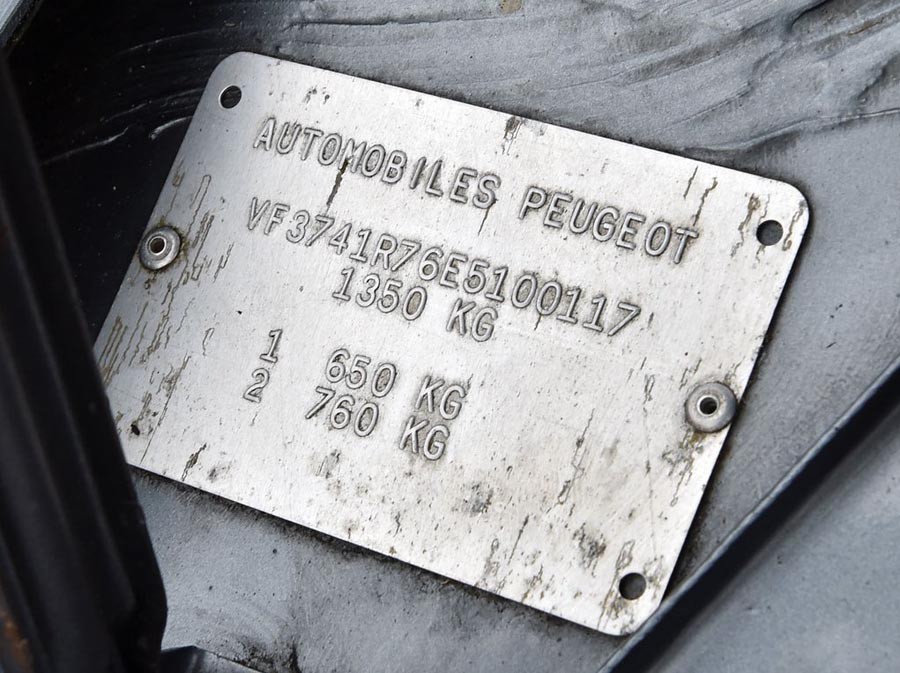 AUTOMOBILES PEUGEOT
VF3741R76E5100117
1350 KG
1 650 KG
2 760 KG